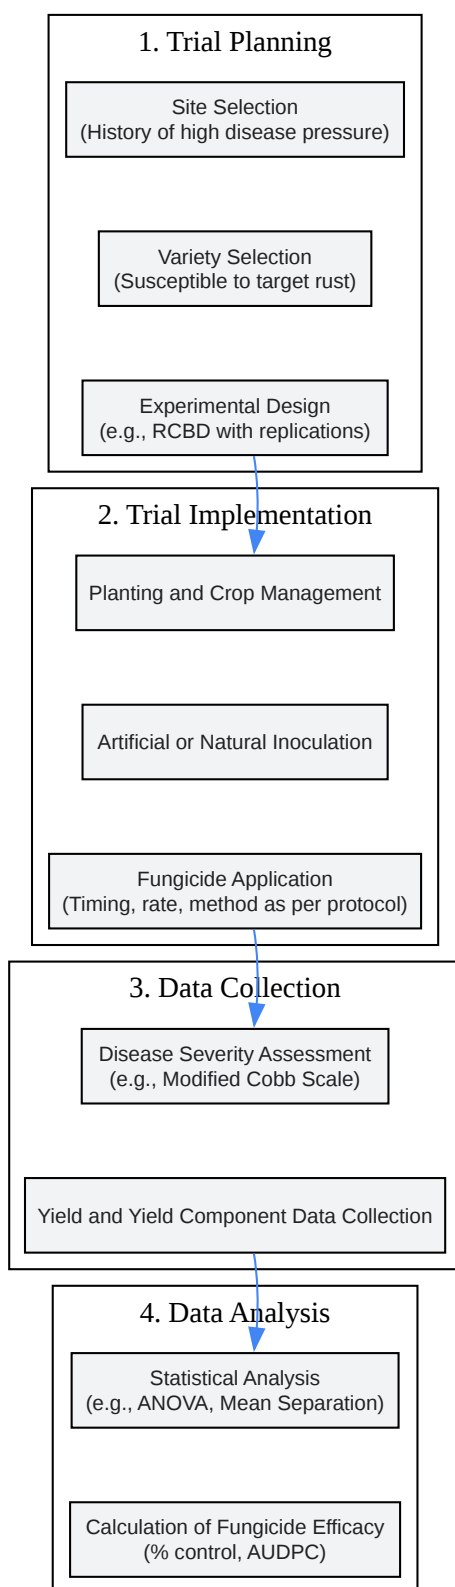 1. Trial Planning
Site Selection
(History of high disease pressure)
Variety Selection
(Susceptible to target rust)
Experimental Design
(e.g., RCBD with replications)
2. Trial Implementation
Planting and Crop Management
Artificial or Natural Inoculation
Fungicide Application
(Timing, rate, method as per protocol)
3. Data Collection
Disease Severity Assessment
(e.g., Modified Cobb Scale)
Yield and Yield Component Data Collection
4. Data Analysis
Statistical Analysis
(e.g., ANOVA, Mean Separation)
Calculation of Fungicide Efficacy
(% control, AUDPC)